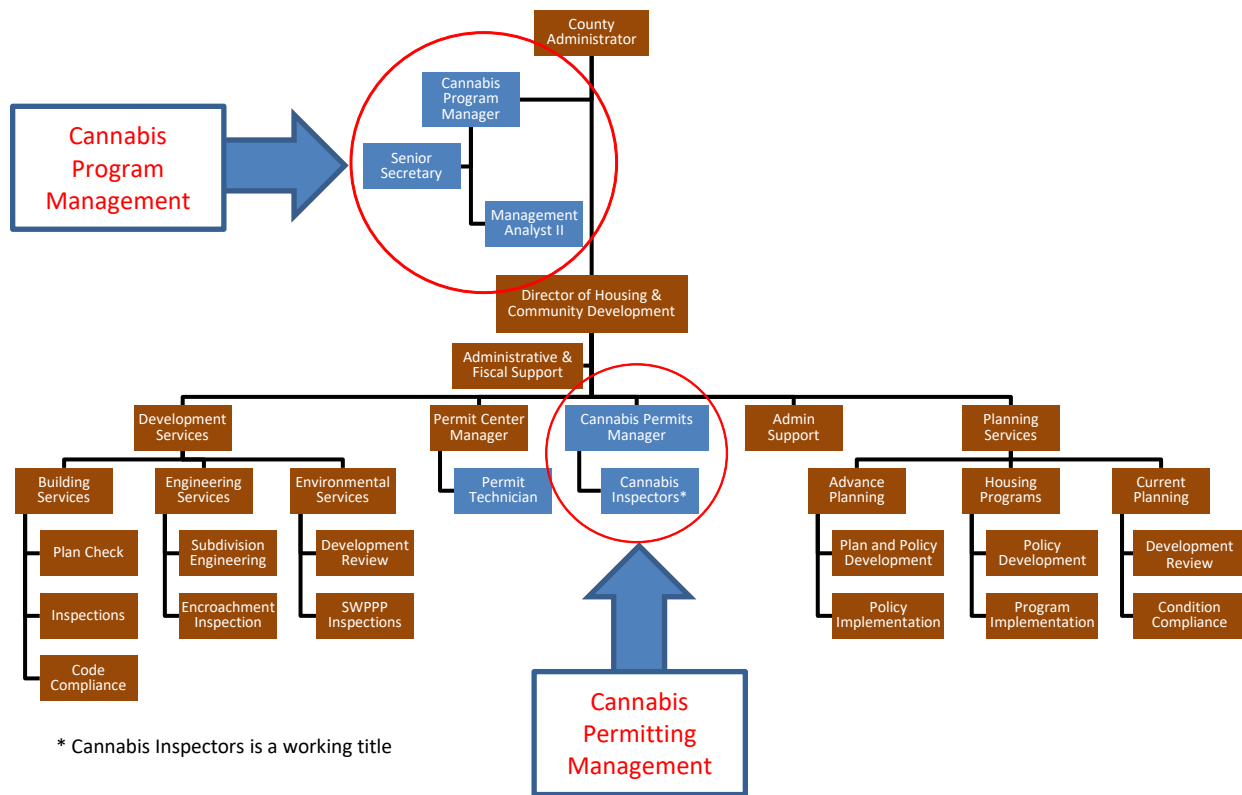 County
Administrator
Cannabis
Program
Manager
Cannabis
Program
Management
Senior
Secretary
Management
Analyst II
Director of Housing &
Community Development
Administrative &
Fiscal Support
Development
Services
Permit Center
Manager
Cannabis Permits
Manager
Admin
Support
Planning
Services
Building
Services
Engineering
Services
Environmental
Services
Permit
Technician
Cannabis
Inspectors*
Advance
Planning
Housing
Programs
Current
Planning
Plan Check
Subdivision
Engineering
Development
Review
Plan and Policy
Development
Policy
Development
Development
Review
Inspections
Encroachment
Inspection
SWPPP
Inspections
Policy
Implementation
Program
Implementation
Condition
Compliance
Code
Compliance
Cannabis
Permitting
Management
* Cannabis Inspectors is a working title